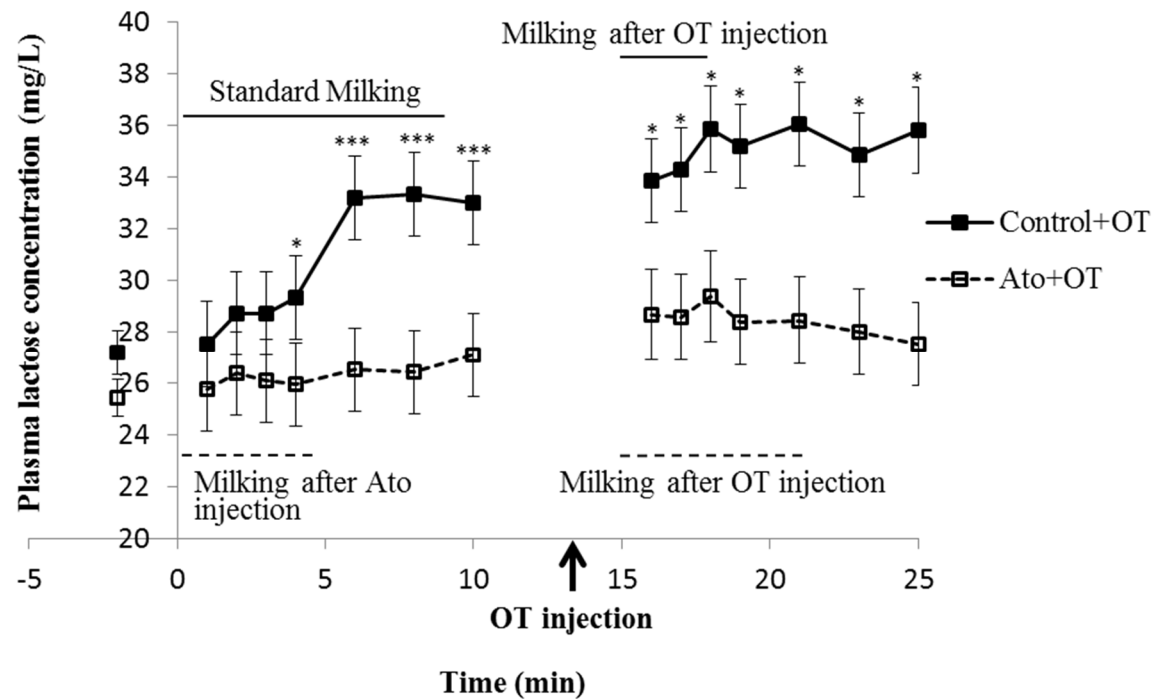 Plasma lactose concentration (mg/L)
40
38
36
34
32
30
28
26
24
22
20
Standard Milking
Milking after OT injection
*
***
***
***
*
*
*
*
*
*
*
Control+OT
Ato+OT
Milking after Ato
injection
Milking after OT injection
-5
0
5
10
15
20
25
OT injection
Time (min)